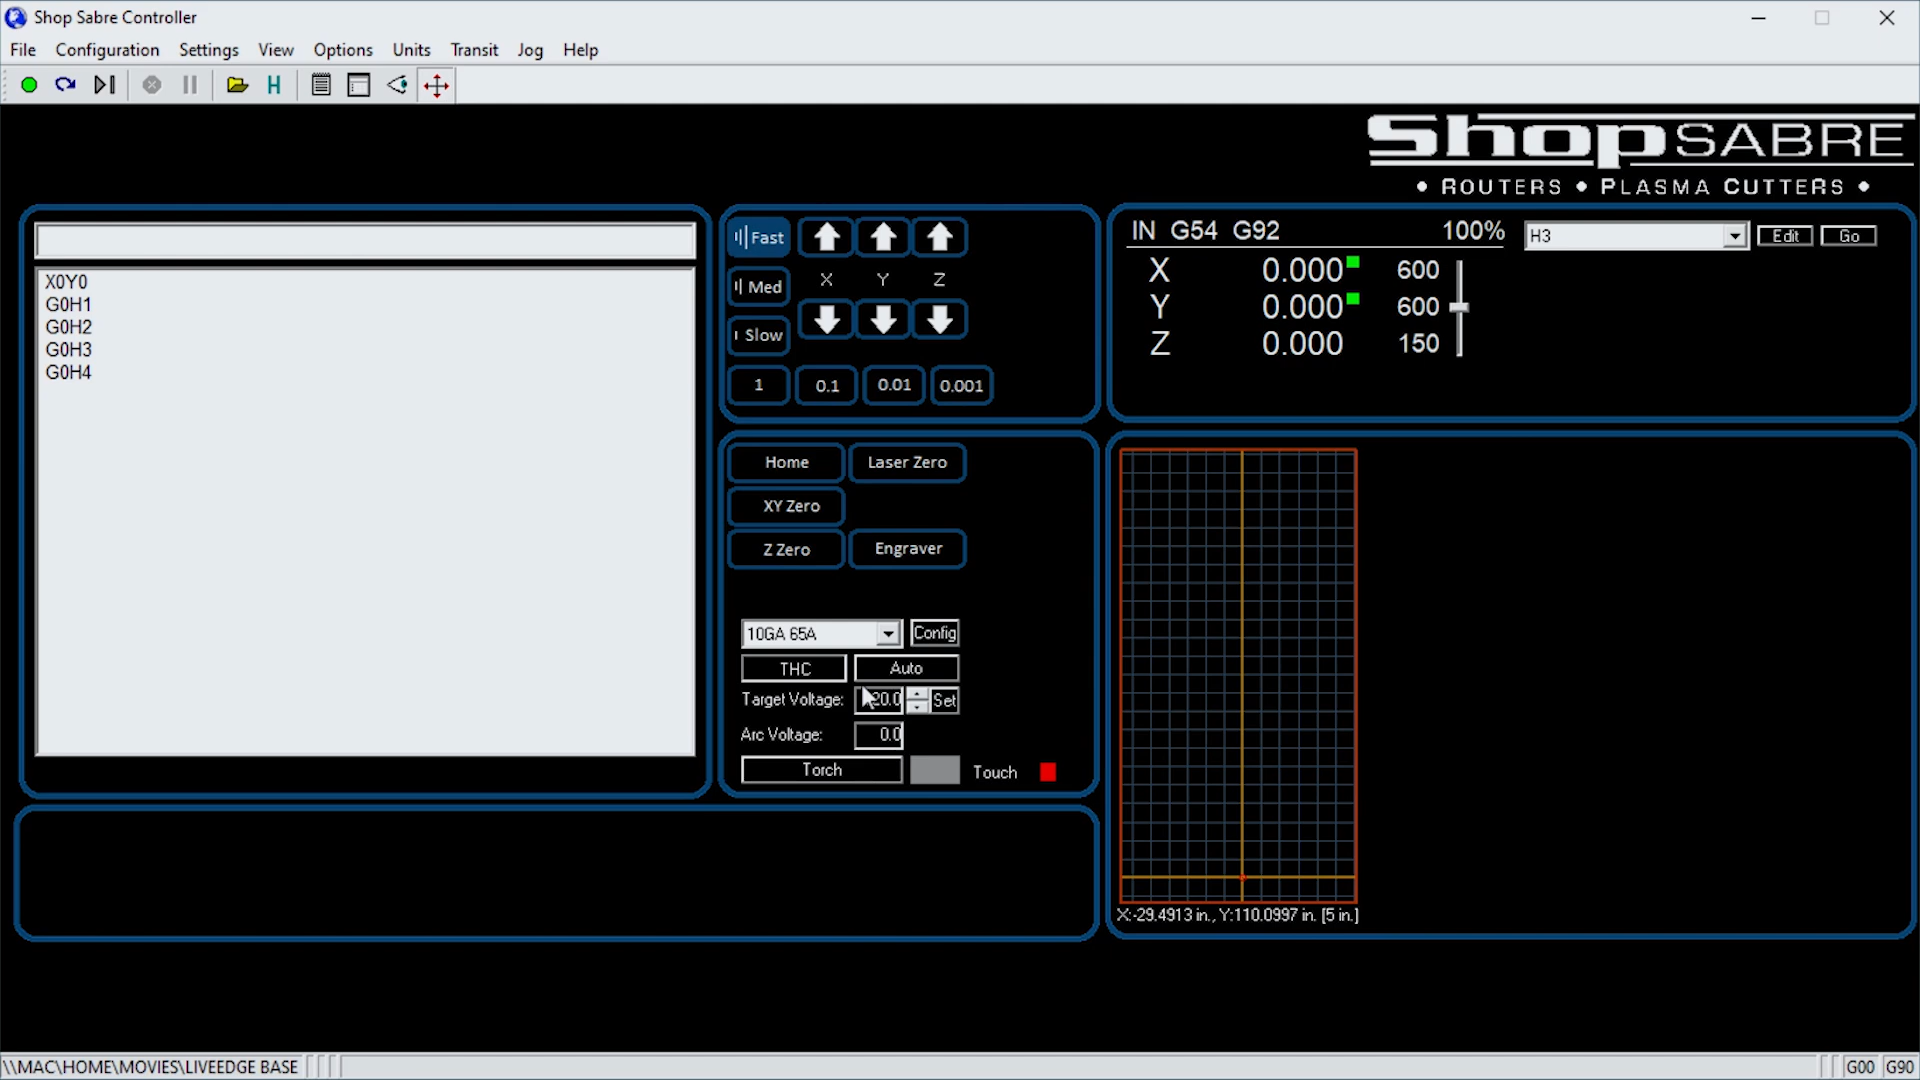 Shop Sabre Controller
File Configuration Settings View Options Units Transit Jog Help
H
ShopSABRE
• ROUTERS • PLASMA CUTTERS •
X0Y0
G0H1
G0H2
G0H3
G0H4
Fast
Med
Slow
X Y Z
1 0.1 0.01 0.001
IN G54 G92 100%
X 0.000 600
Y 0.000 600
Z 0.000 150
H3 Edit Go
Home Laser Zero
XY Zero
Z Zero Engraver
10GA 65A Config
THC Auto
Target Voltage: Set
Arc Voltage: 0.0
Torch Touch
X:-29.4913 in., Y:110.0997 in. [5 in.]
\\MAC\HOME\MOVIES\LIVEEDGE BASE
G00 G90